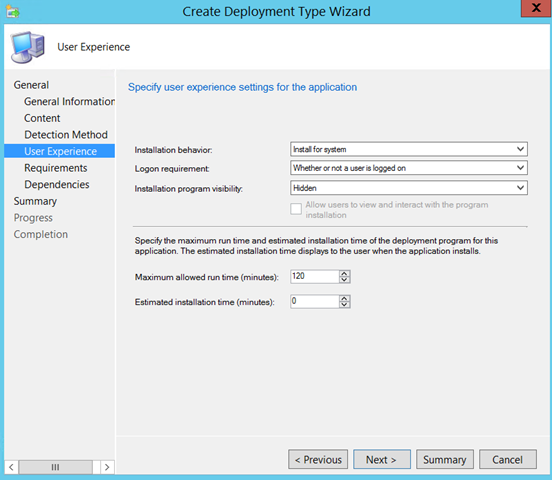 Create Deployment Type Wizard
X
User Experience
General
General Information
Content
Detection Method
User Experience
Requirements
Dependencies
Summary
Progress
Completion
Specify user experience settings for the application
Installation behavior:
Install for system
Logon requirement:
Whether or not a user is logged on
Installation program visibility:
Hidden
Allow users to view and interact with the program
installation
Specify the maximum run time and estimated installation time of the deployment program for this
application. The estimated installation time displays to the user when the application installs.
Maximum allowed run time (minutes):
120
Estimated installation time (minutes):
0
< Previous
Next >
Summary
Cancel